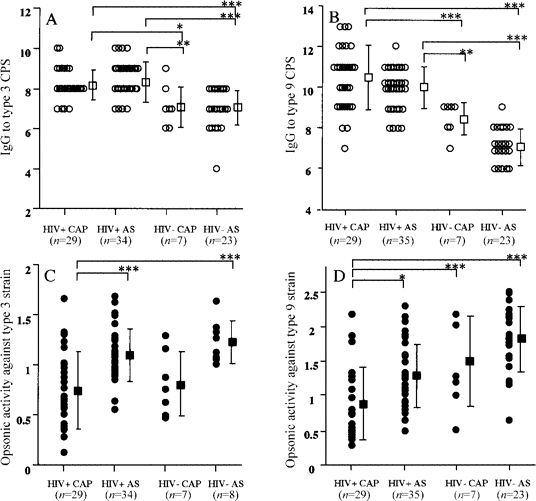 A
***
*
***
**
IgG to type 3 CPS
12
10
8
6
4
2
HIV+ CAP HIV+ AS HIV- CAP HIV- AS
(n=29) (n=34) (n=7) (n=23)
B
***
***
***
**
IgG to type 9 CPS
14
12
10
8
6
4
HIV+ CAP HIV+ AS HIV- CAP HIV- AS
(n=29) (n=35) (n=7) (n=23)
C
***
***
Opsonic activity against type 3 strain
2
1.5
1
0.5
0
HIV+ CAP HIV+ AS HIV- CAP HIV- AS
(n=29) (n=34) (n=7) (n=8)
D
***
***
*
Opsonic activity against type 9 strain
2.5
2
1.5
1
0.5
0
HIV+ CAP HIV+ AS HIV- CAP HIV- AS
(n=29) (n=35) (n=7) (n=23)